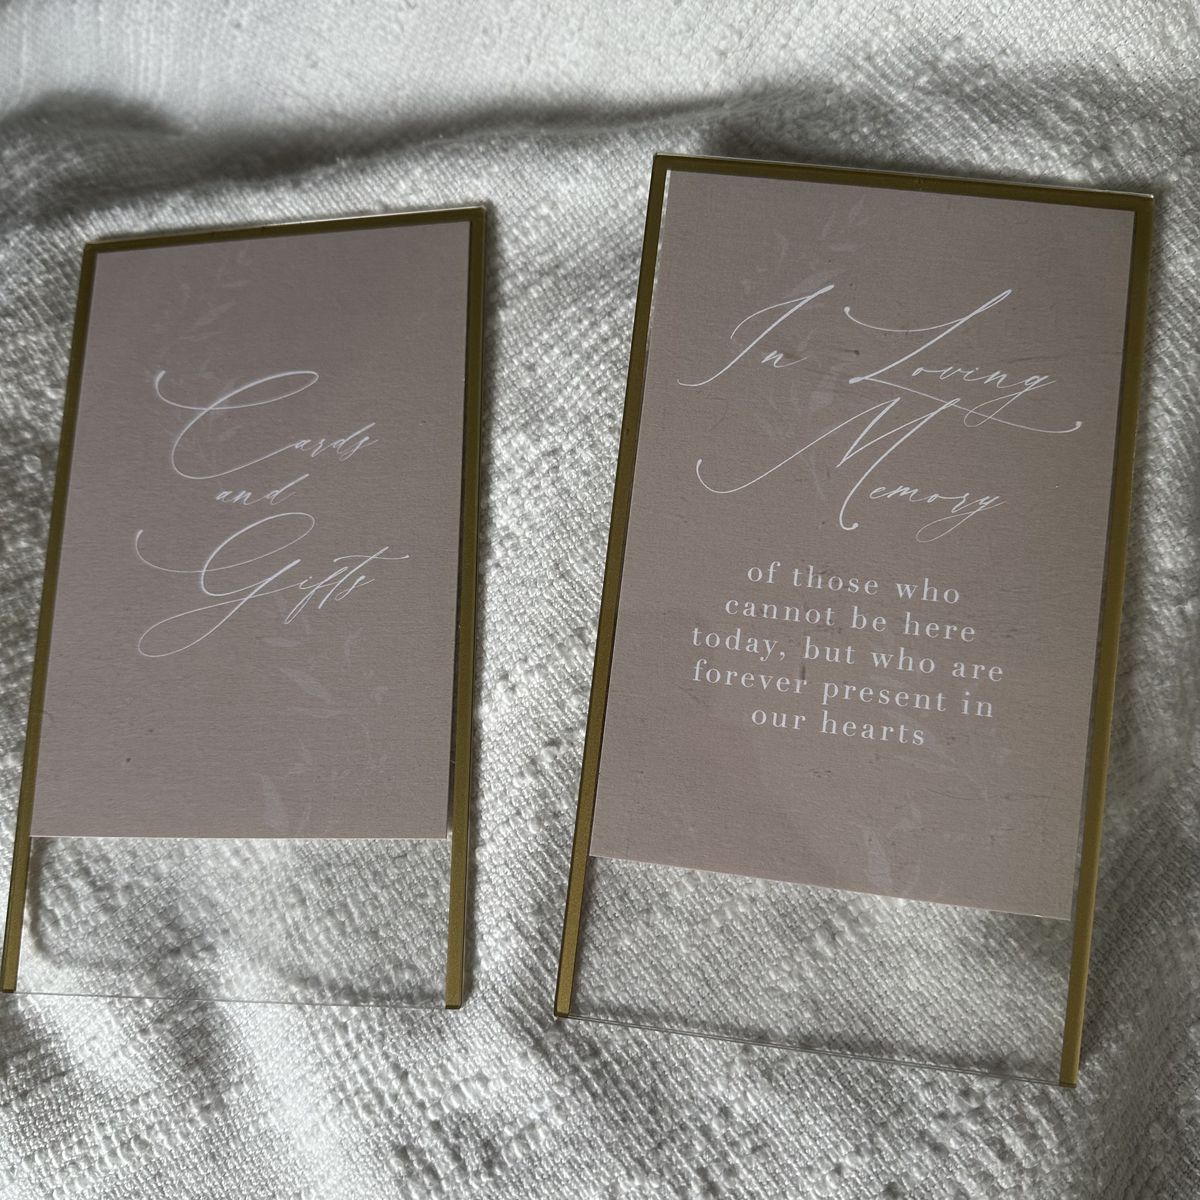 Cards
and
Gifts
In Loving
Memory
of those who
cannot be here
today, but who are
forever present in
our hearts